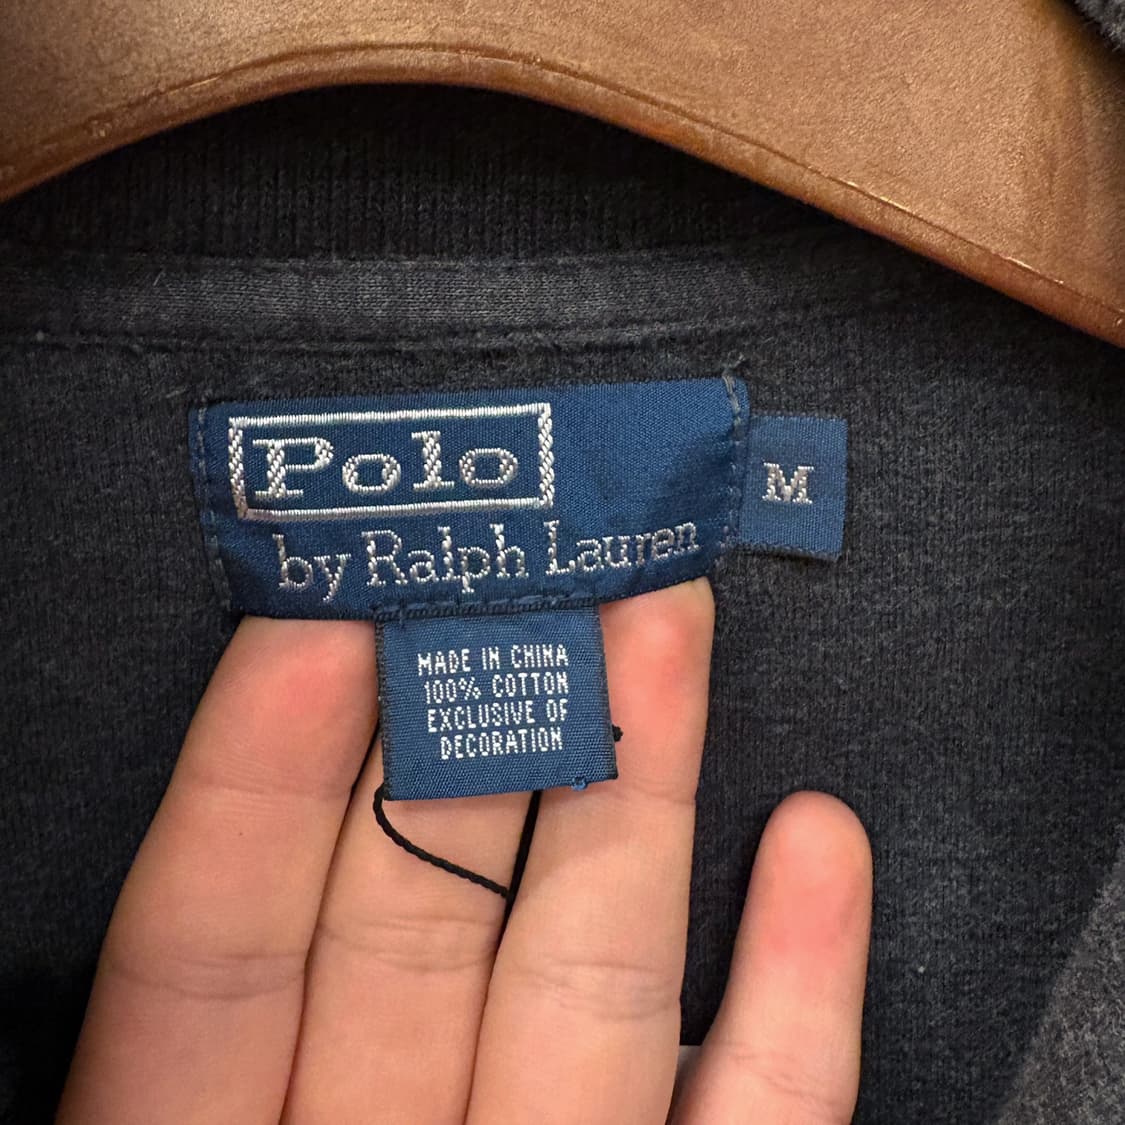 Polo
by Ralph Lauren
M
MADE IN CHINA
100% COTTON
EXCLUSIVE OF
DECORATION